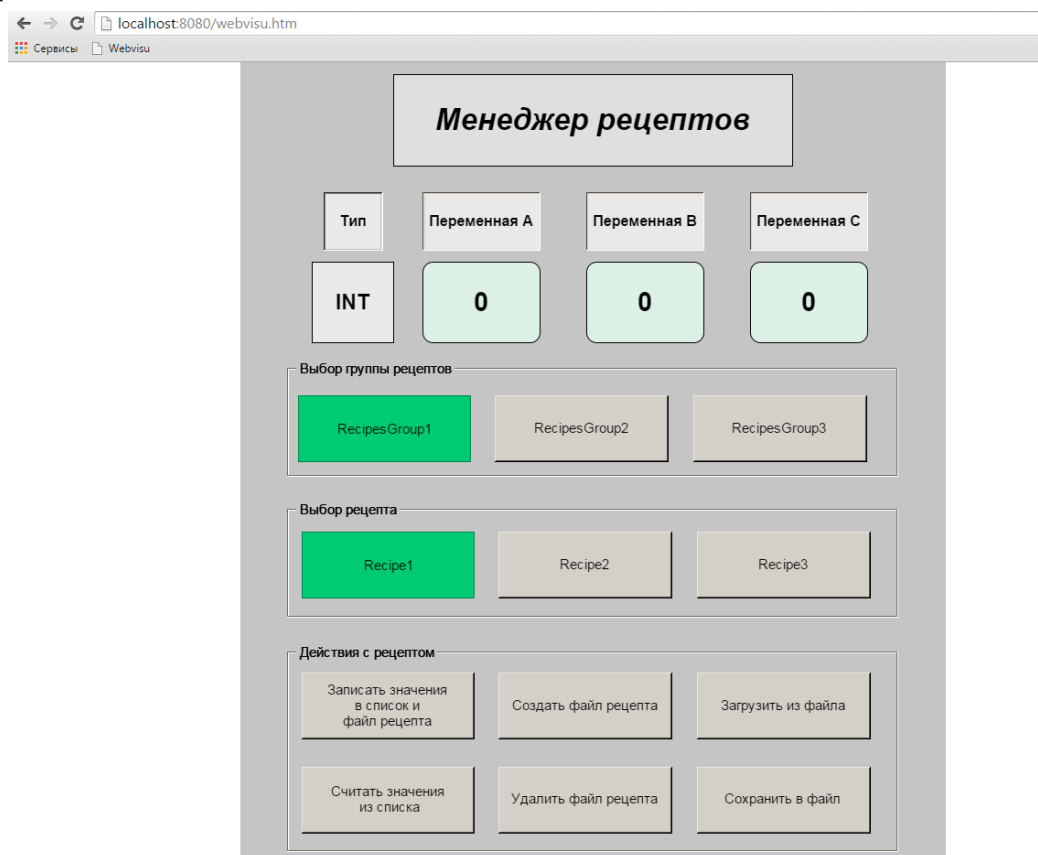 localhost:8080/webvisu.htm
Сервисы Webvisu
Менеджер рецептов
Тип Переменная A Переменная B Переменная C
INT 0 0 0
Выбор группы рецептов
RecipesGroup1 RecipesGroup2 RecipesGroup3
Выбор рецепта
Recipe1 Recipe2 Recipe3
Действия с рецептом
Записать значения
в список и
файл рецепта
Создать файл рецепта
Загрузить из файла
Считать значения
из списка
Удалить файл рецепта
Сохранить в файл